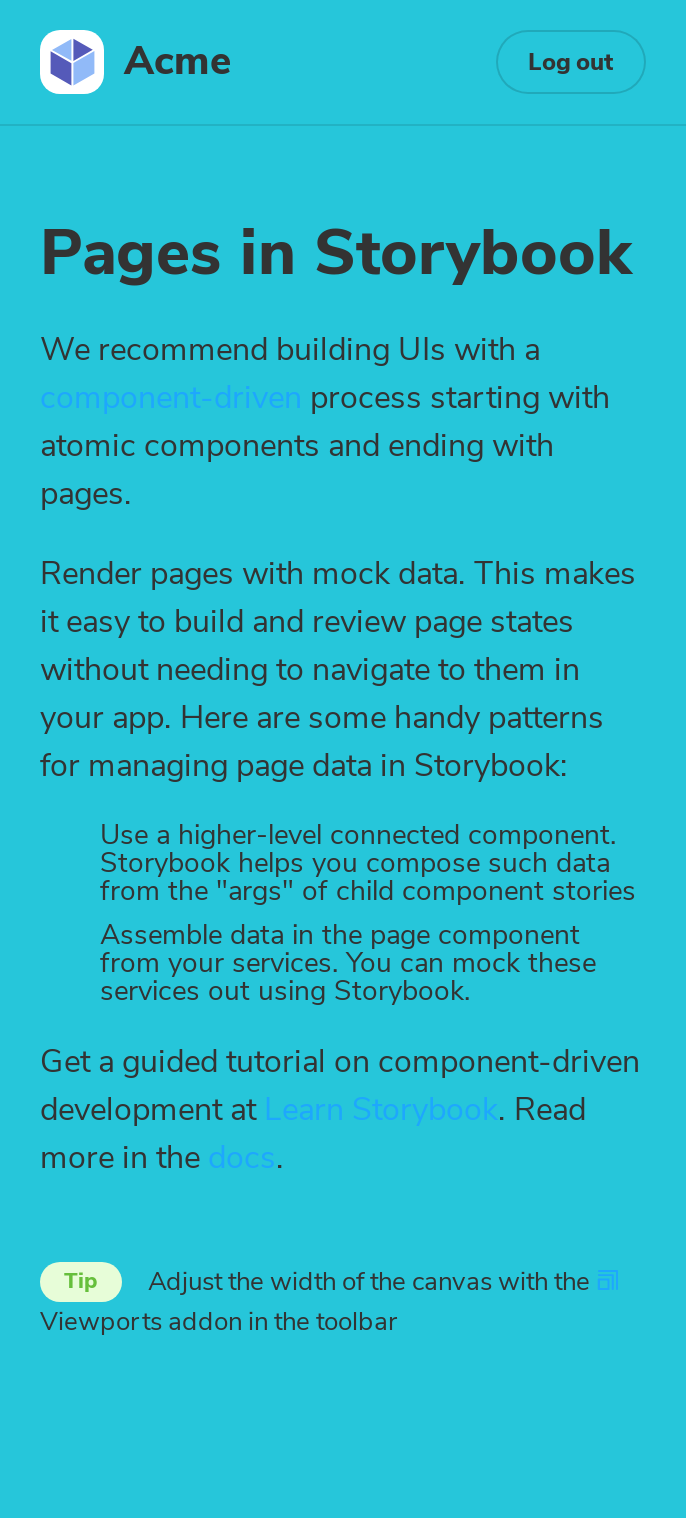 Acme
Log out
Pages in Storybook
We recommend building UIs with a
component-driven process starting with
atomic components and ending with
pages.
Render pages with mock data. This makes
it easy to build and review page states
without needing to navigate to them in
your app. Here are some handy patterns
for managing page data in Storybook:
Use a higher-level connected component.
Storybook helps you compose such data
from the "args" of child component stories
Assemble data in the page component
from your services. You can mock these
services out using Storybook.
Get a guided tutorial on component-driven
development at Learn Storybook. Read
more in the docs.
Tip Adjust the width of the canvas with the
Viewports addon in the toolbar